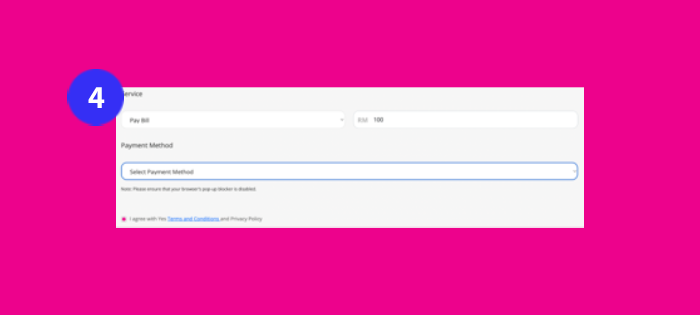 4
ervice
Pay Bill
RM 100
Payment Method
Select Payment Method
Note: Please ensure that your browser's pop up blocker is disabled.
I agree with Yes Terms and Conditions and Privacy Policy